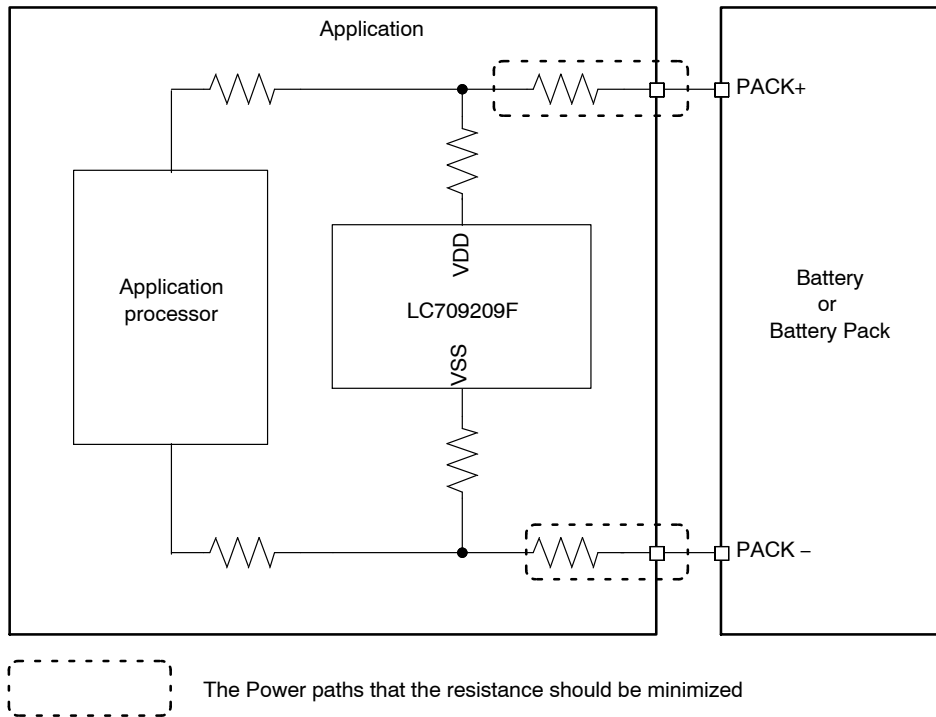 Application
PACK+
VDD
Application
processor
LC709209F
Battery
or
Battery Pack
VSS
PACK –
The Power paths that the resistance should be minimized